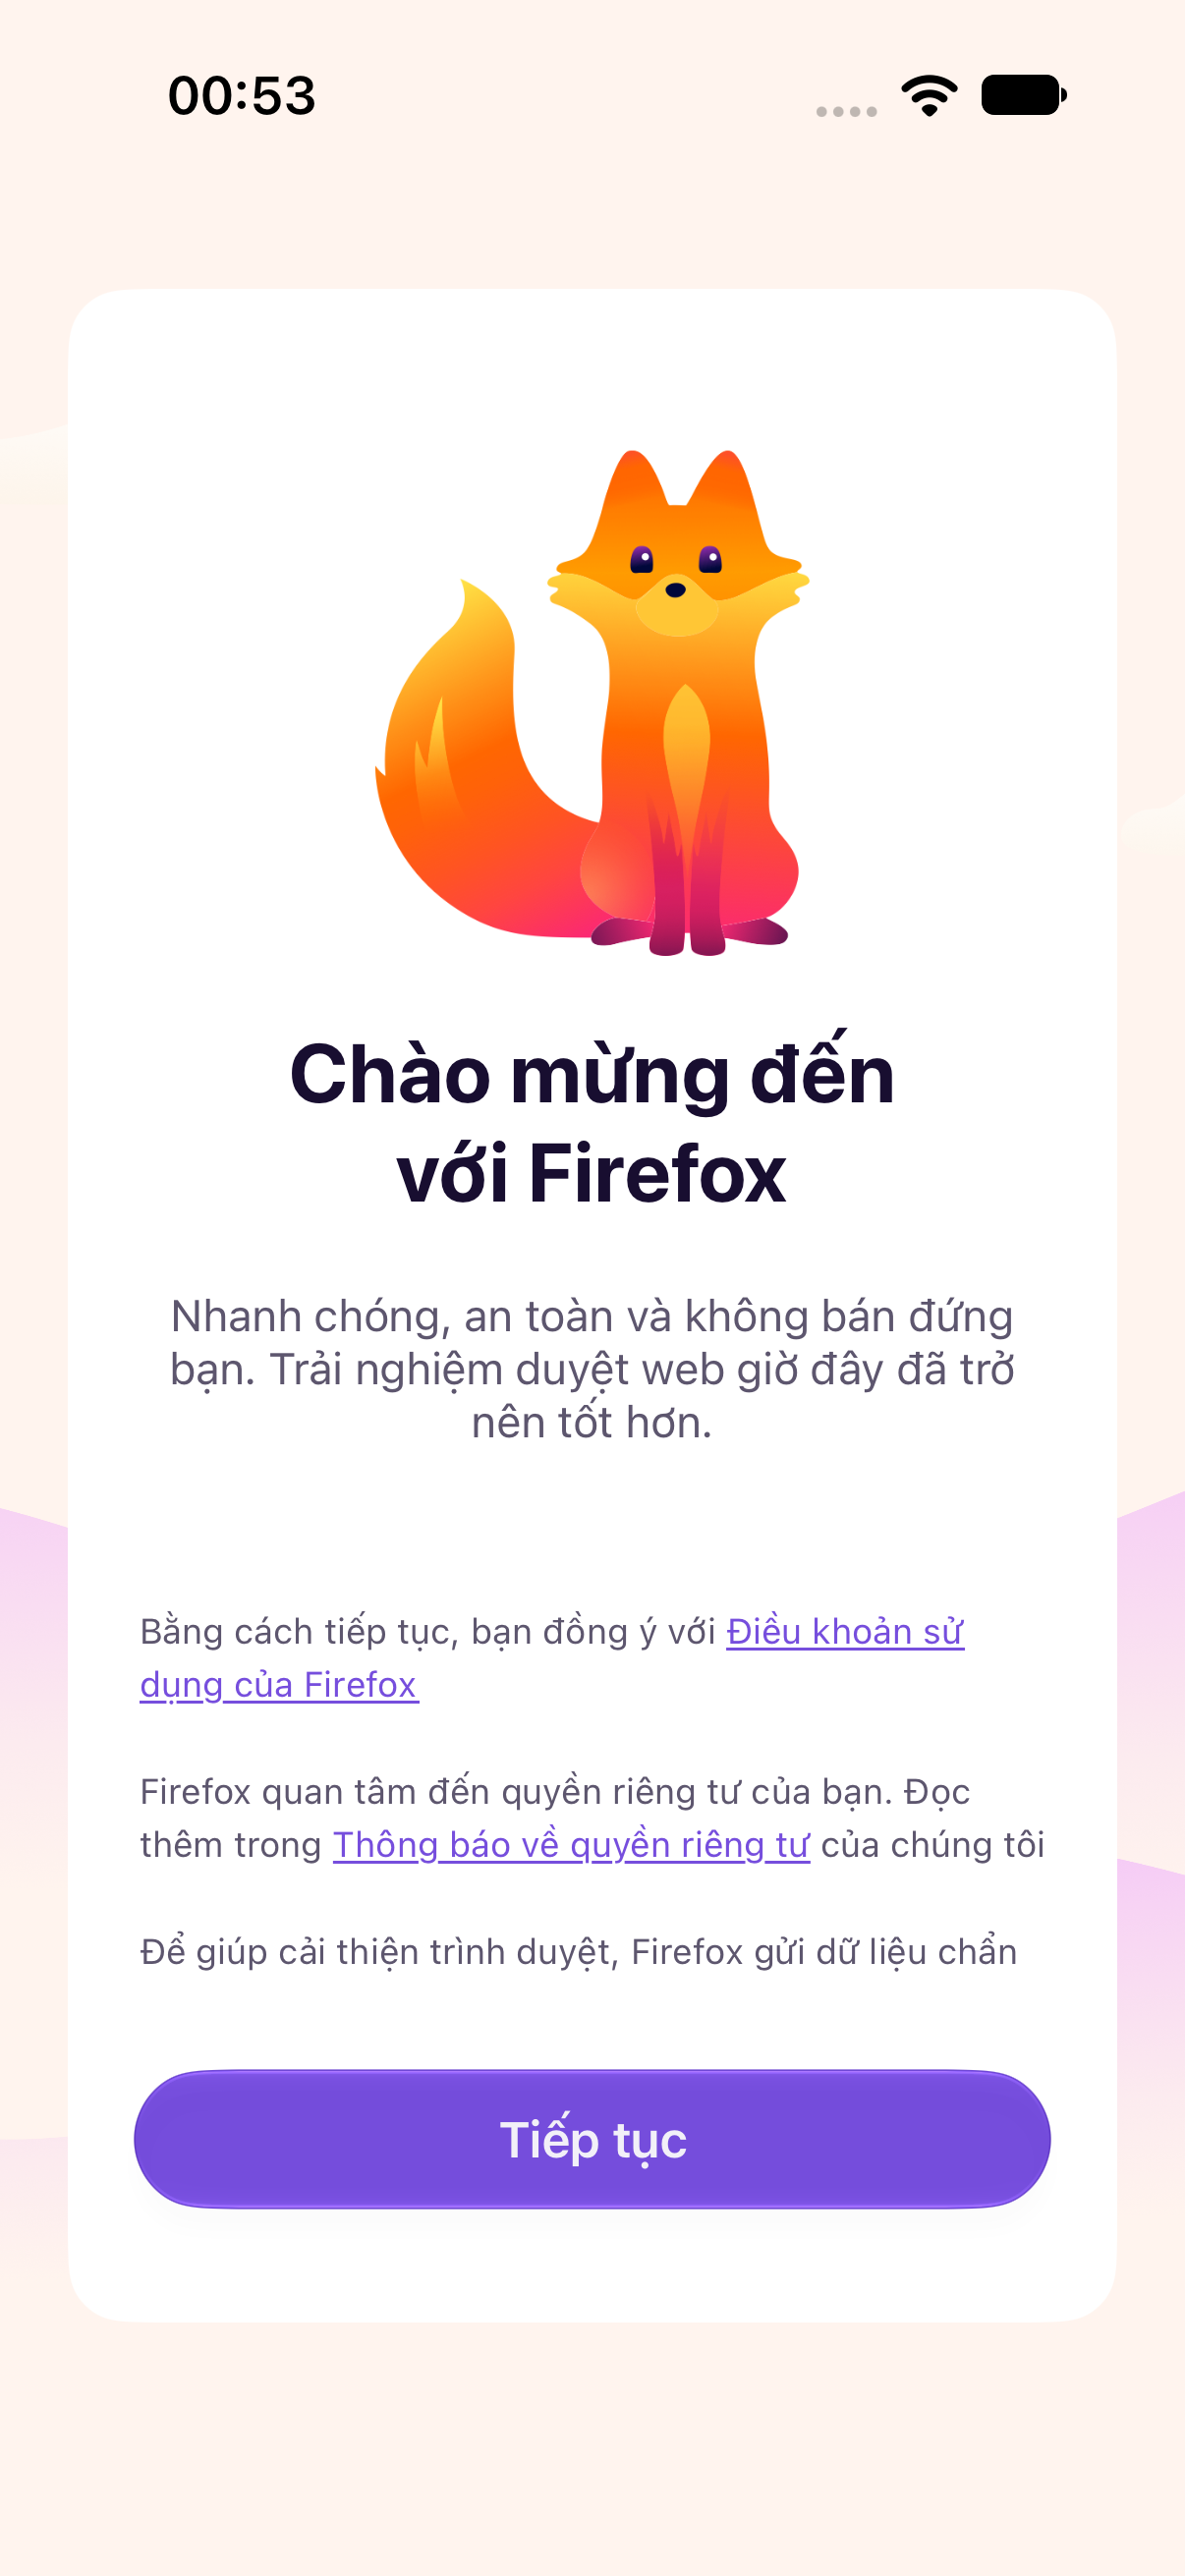 00:53
Chào mừng đến
với Firefox
Nhanh chóng, an toàn và không bán đứng
bạn. Trải nghiệm duyệt web giờ đây đã trở
nên tốt hơn.
Bằng cách tiếp tục, bạn đồng ý với Điều khoản sử
dụng của Firefox
Firefox quan tâm đến quyền riêng tư của bạn. Đọc
thêm trong Thông báo về quyền riêng tư của chúng tôi
Để giúp cải thiện trình duyệt, Firefox gửi dữ liệu chẩn
Tiếp tục